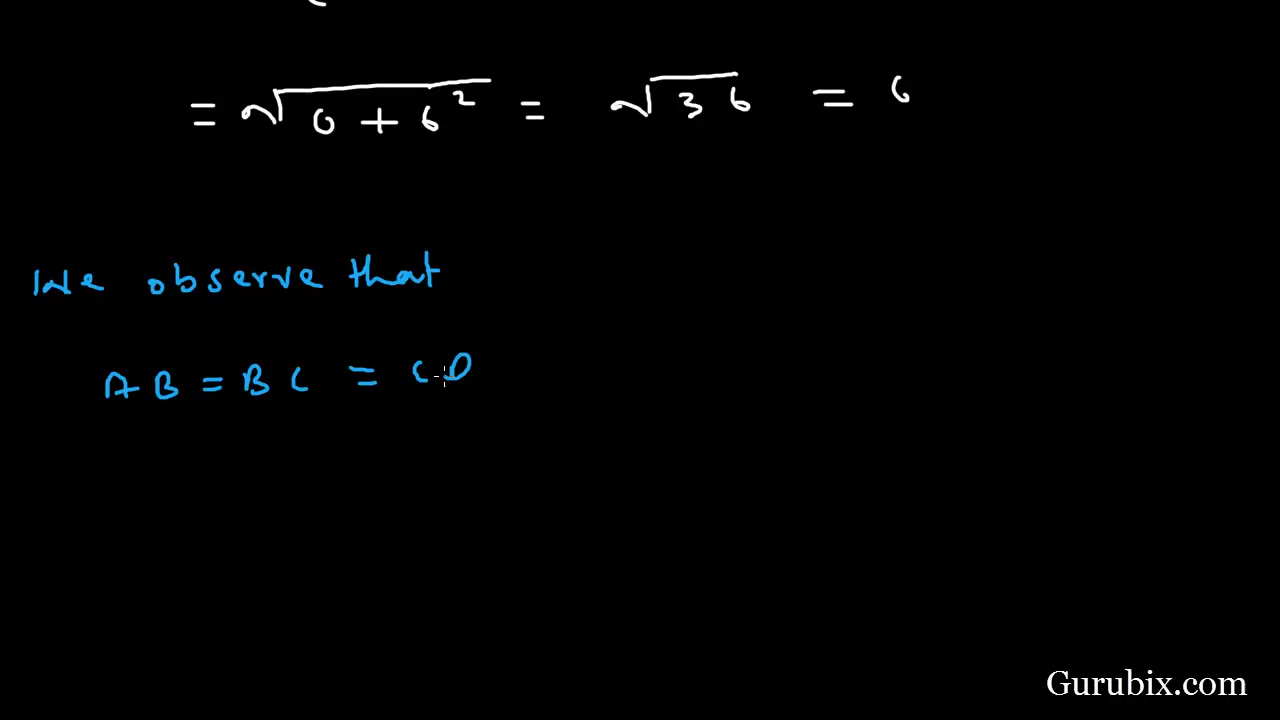 = √(0 + 6²) = √36 = 6
We observe that
AB = BC = CD
Gurubix.com